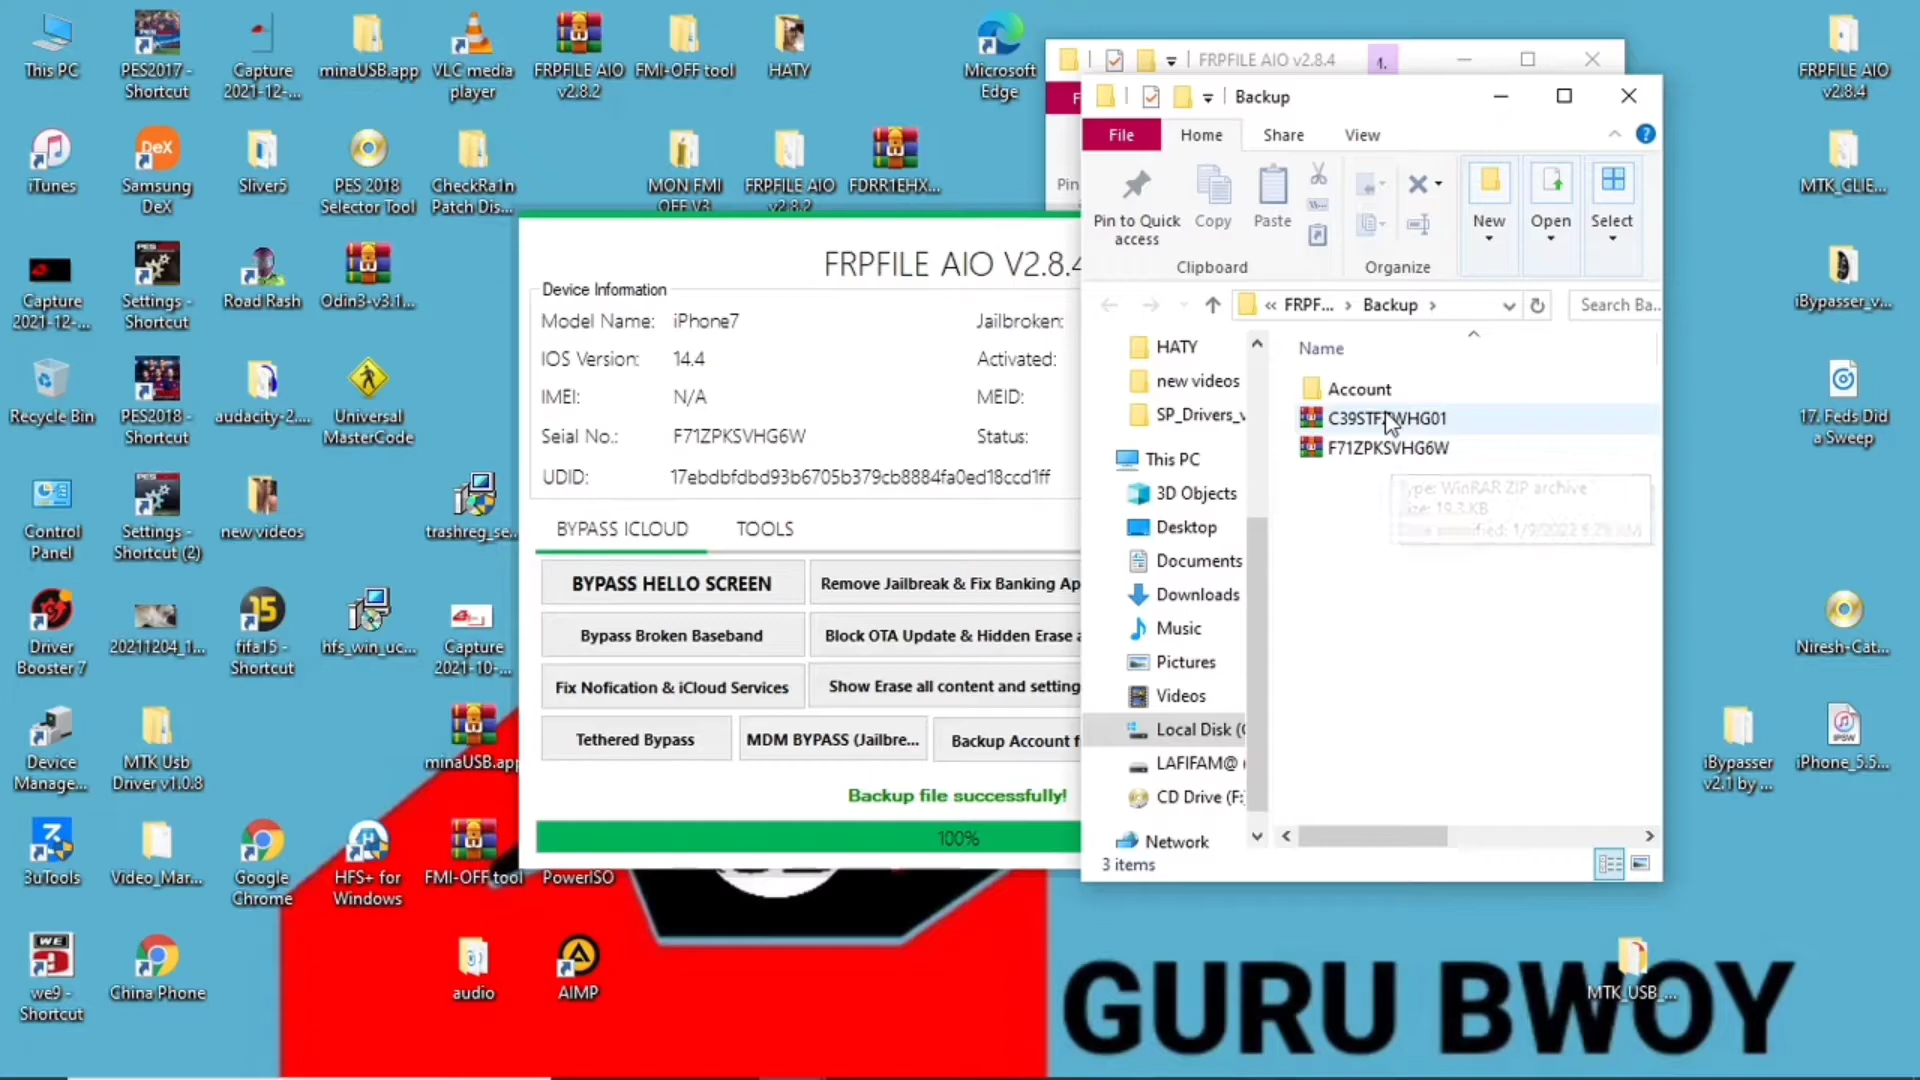 This PC
PES2017 -
Shortcut
Capture
2021-12-...
minaUSB.app
VLC media
player
FRPFILE AIO
v2.8.2
FMI-OFF tool
HATY
Microsoft
Edge
iTunes
Samsung
DeX
Sliver5
PES 2018
Selector Tool
CheckRa1n
Patch Dis...
MON FMI
OFF V3
FRPFILE AIO
v2.8.2
FDRR1EHX...
Capture
2021-12-...
Settings -
Shortcut
Road Rash
Odin3-v3.1...
Recycle Bin
PES2018 -
Shortcut
audacity-2....
Universal
MasterCode
Control
Panel
Settings -
Shortcut (2)
new videos
trashreg_se...
Driver
Booster 7
20211204_1...
fifa15 -
Shortcut
hfs_win_uc...
Capture
2021-10-...
Device
Manage...
MTK Usb
Driver v1.0.8
minaUSB.app
3uTools
Video_Mar...
Google
Chrome
HFS+ for
Windows
FMI-OFF tool
PowerISO
we9 -
Shortcut
China Phone
audio
AIMP
FRPFILE AIO V2.8.4
Device Information
Model Name: iPhone7
Jailbroken:
IOS Version: 14.4
Activated:
IMEI: N/A
MEID:
Seial No.: F71ZPKSVHG6W
Status:
UDID: 17ebdbfdbd93b6705b379cb8884fa0ed18ccd1ff
BYPASS ICLOUD
TOOLS
BYPASS HELLO SCREEN
Remove Jailbreak & Fix Banking Ap
Bypass Broken Baseband
Block OTA Update & Hidden Erase a
Fix Nofication & iCloud Services
Show Erase all content and setting
Tethered Bypass
MDM BYPASS (Jailbre...
Backup Account f
Backup file successfully!
100%
FRPFILE AIO v2.8.4
Pin
Backup
File
Home
Share
View
Pin to Quick
access
Copy
Paste
New
Open
Select
Clipboard
Organize
« FRPF... › Backup ›
Search Ba...
HATY
new videos
SP_Drivers_v
This PC
3D Objects
Desktop
Documents
Downloads
Music
Pictures
Videos
Local Disk (C
LAFIFAM@
CD Drive (F:
Network
Name
Account
F71ZPKSVHG6W
Type: WinRAR ZIP archive
Size: 19.3 KB
3 items
FRPFILE AIO
v2.8.4
MTK_CLIE...
iBypasser_v...
17. Feds Did
a Sweep
Niresh-Cat...
iBypasser
v2.1 by ...
iPhone_5.5...
IPSW
MTK_USB_...
GURU BWOY